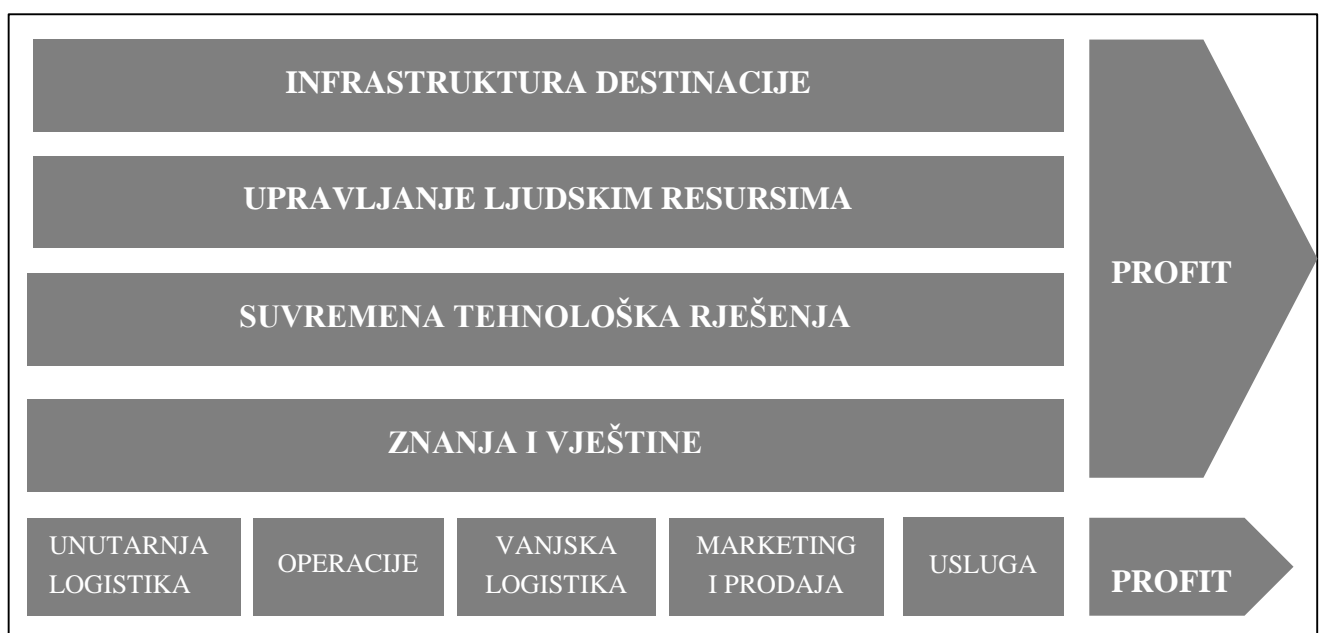 INFRASTRUKTURA DESTINACIJE
UPRAVLJANJE LJUDSKIM RESURSIMA
SUVREMENA TEHNOLOŠKA RJEŠENJA
ZNANJA I VJEŠTINE
PROFIT
UNUTARNJA
LOGISTIKA
OPERACIJE
VANJSKA
LOGISTIKA
MARKETING
I PRODAJA
USLUGA
PROFIT